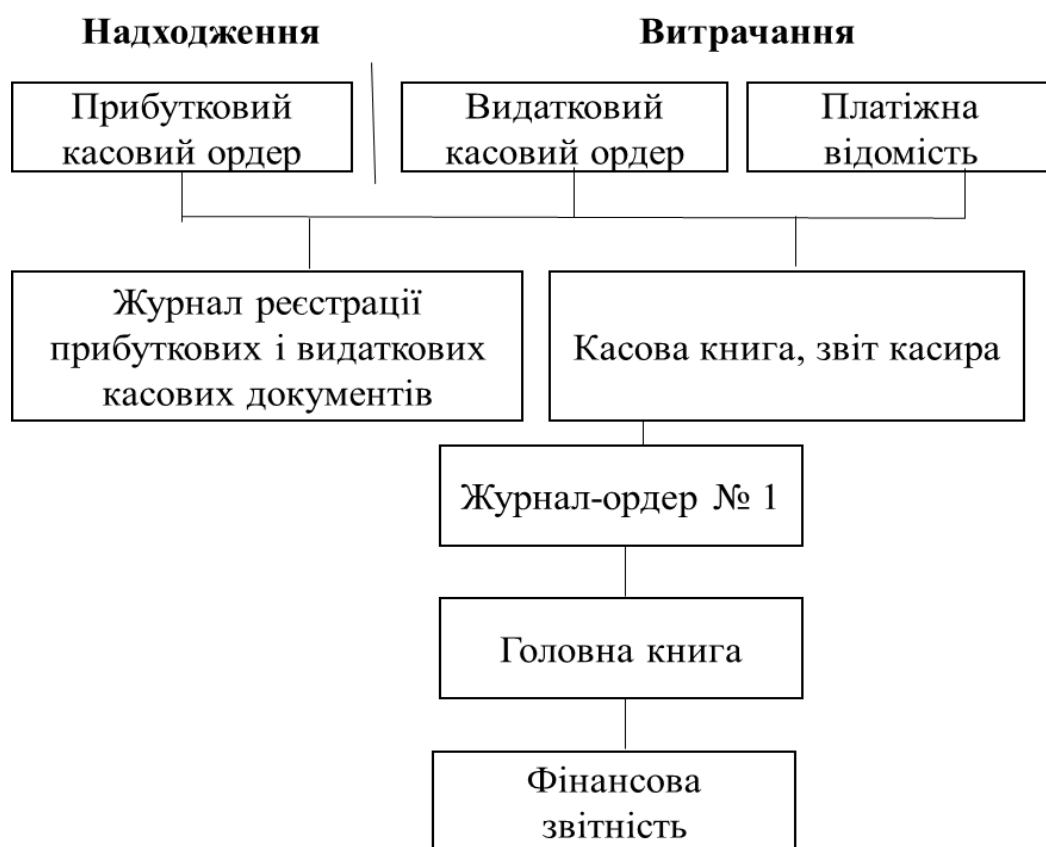 Надходження
Витрачання
Прибутковий
касовий ордер
Видатковий
касовий ордер
Платіжна
відомість
Журнал реєстрації
прибуткових і видаткових
касових документів
Касова книга, звіт касира
Журнал-ордер № 1
Головна книга
Фінансова
звітність